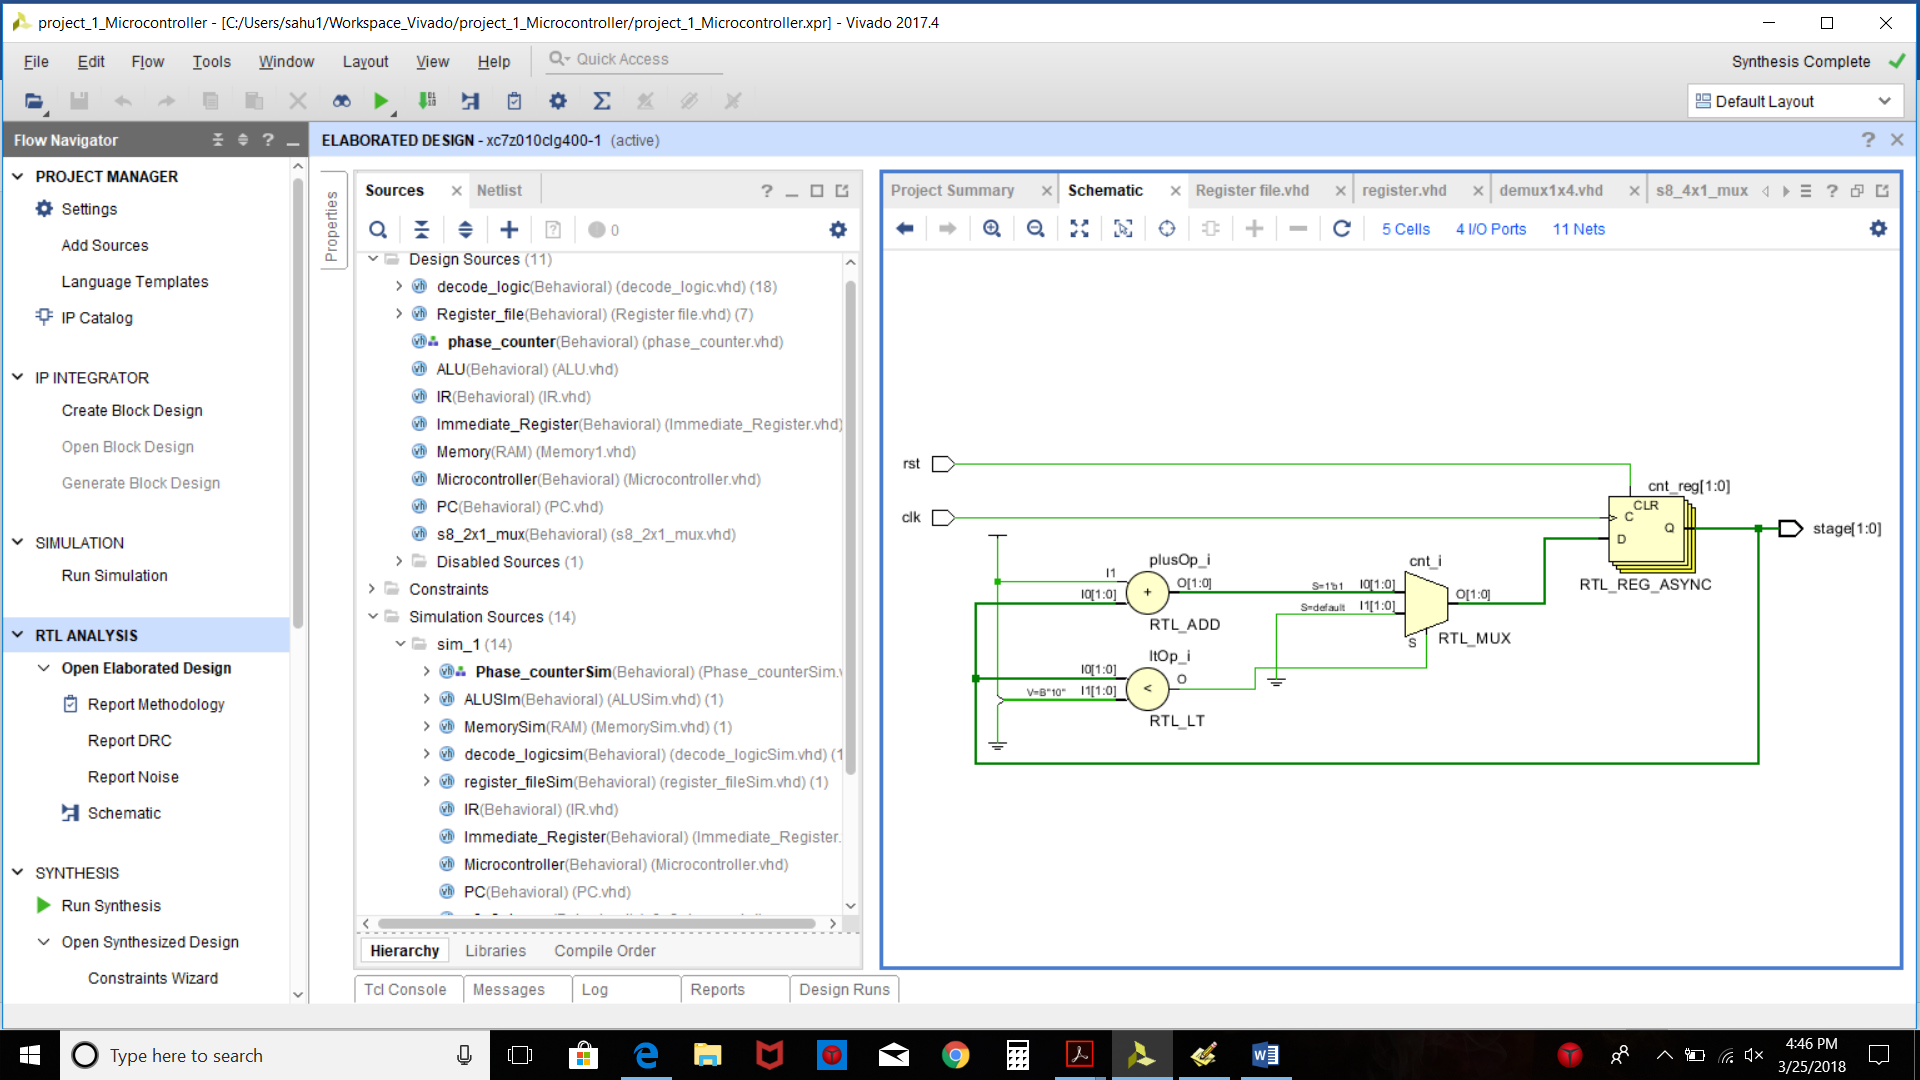 project_1_Microcontroller - [C:/Users/sahu1/Workspace_Vivado/project_1_Microcontroller/project_1_Microcontroller.xpr] - Vivado 2017.4
File Edit Flow Tools Window Layout View Help Quick Access Synthesis Complete
Default Layout
Flow Navigator
ELABORATED DESIGN - xc7z010clg400-1 (active)
PROJECT MANAGER
Settings
Add Sources
Language Templates
IP Catalog
IP INTEGRATOR
Create Block Design
Open Block Design
Generate Block Design
SIMULATION
Run Simulation
RTL ANALYSIS
Open Elaborated Design
Report Methodology
Report DRC
Report Noise
Schematic
SYNTHESIS
Run Synthesis
Open Synthesized Design
Constraints Wizard
Properties
Sources Netlist
0
Design Sources (11)
decode_logic(Behavioral) (decode_logic.vhd) (18)
Register_file(Behavioral) (Register file.vhd) (7)
phase_counter(Behavioral) (phase_counter.vhd)
ALU(Behavioral) (ALU.vhd)
IR(Behavioral) (IR.vhd)
Immediate_Register(Behavioral) (Immediate_Register.vhd)
Memory(RAM) (Memory1.vhd)
Microcontroller(Behavioral) (Microcontroller.vhd)
PC(Behavioral) (PC.vhd)
s8_2x1_mux(Behavioral) (s8_2x1_mux.vhd)
Disabled Sources (1)
Constraints
Simulation Sources (14)
sim_1 (14)
Phase_counterSim(Behavioral) (Phase_counterSim.v
ALUSIm(Behavioral) (ALUSim.vhd) (1)
MemorySim(RAM) (MemorySim.vhd) (1)
decode_logicsim(Behavioral) (decode_logicSim.vhd) (1
register_fileSim(Behavioral) (register_fileSim.vhd) (1)
IR(Behavioral) (IR.vhd)
Immediate_Register(Behavioral) (Immediate_Register.
Microcontroller(Behavioral) (Microcontroller.vhd)
PC(Behavioral) (PC.vhd)
Hierarchy Libraries Compile Order
Tcl Console Messages Log Reports Design Runs
Project Summary Schematic Register file.vhd register.vhd demux1x4.vhd s8_4x1_mux
5 Cells 4 I/O Ports 11 Nets
rst
clk
cnt_reg[1:0]
CLR
C
Q
D
RTL_REG_ASYNC
stage[1:0]
plusOp_i
I1
I0[1:0]
+
O[1:0]
RTL_ADD
cnt_i
S=1'b1 I0[1:0]
S=default I1[1:0]
O[1:0]
S
RTL_MUX
ltOp_i
I0[1:0]
V=B"10" I1[1:0]
<
O
RTL_LT
Type here to search
4:46 PM
3/25/2018